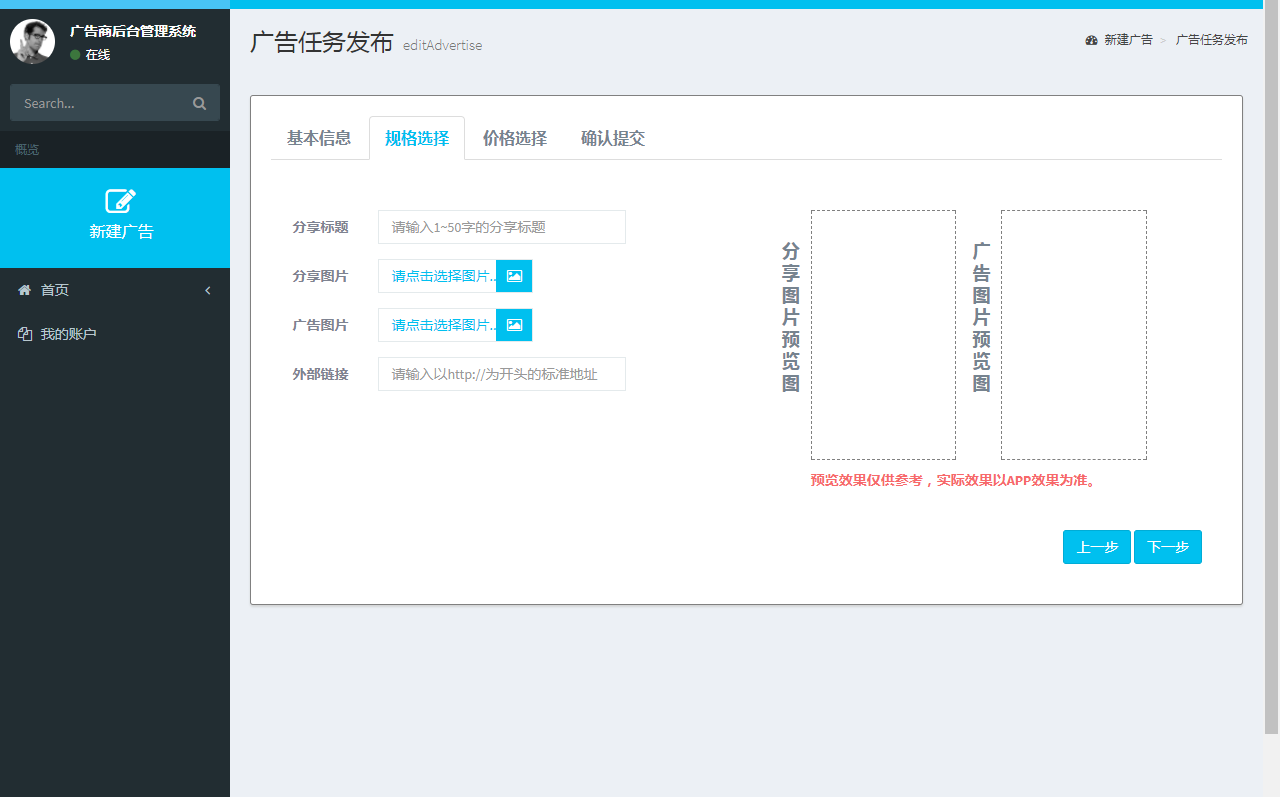 广告商后台管理系统
在线
Search...
概览
新建广告
首页
我的账户
广告任务发布 editAdvertise
新建广告 > 广告任务发布
基本信息 规格选择 价格选择 确认提交
分享标题 请输入1~50字的分享标题
分享图片 请点击选择图片..
广告图片 请点击选择图片..
外部链接 请输入以http://为开头的标准地址
分享图片预览图
广告图片预览图
预览效果仅供参考，实际效果以APP效果为准。
上一步 下一步